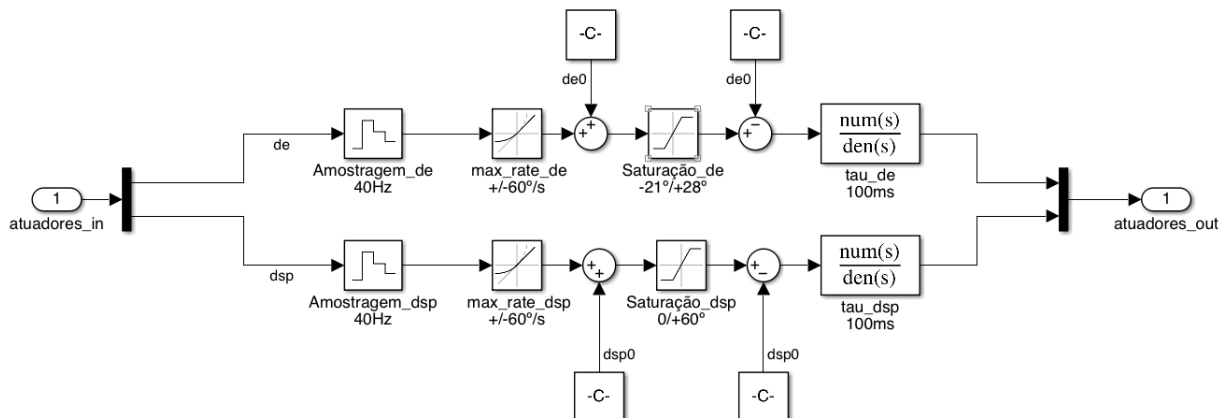 -C-
-C-
de0
de0
+
+
−
+
num(s)
den(s)
de
Amostragem_de
40Hz
max_rate_de
+/-60º/s
Saturação_de
-21º/+28º
tau_de
100ms
1
atuadores_in
1
atuadores_out
dsp
+
+
+
−
num(s)
den(s)
Amostragem_dsp
40Hz
max_rate_dsp
+/-60º/s
Saturação_dsp
0/+60º
tau_dsp
100ms
dsp0
dsp0
-C-
-C-